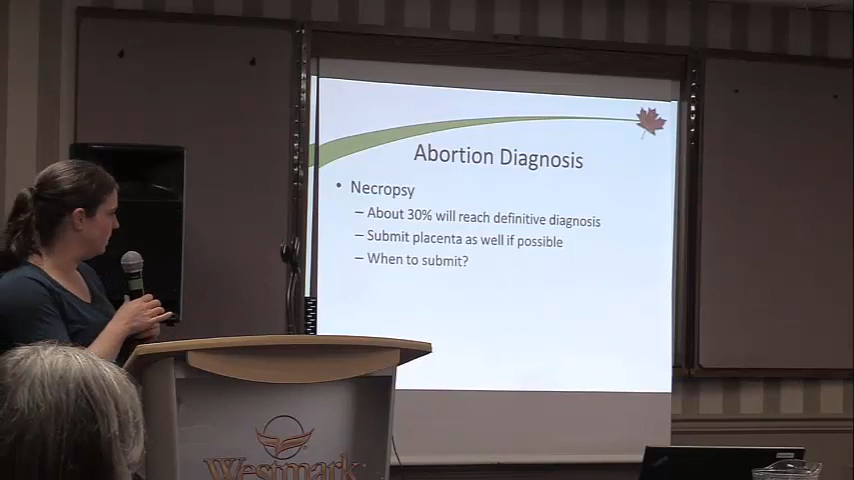 Abortion Diagnosis
• Necropsy
– About 30% will reach definitive diagnosis
– Submit placenta as well if possible
– When to submit?
Westmark